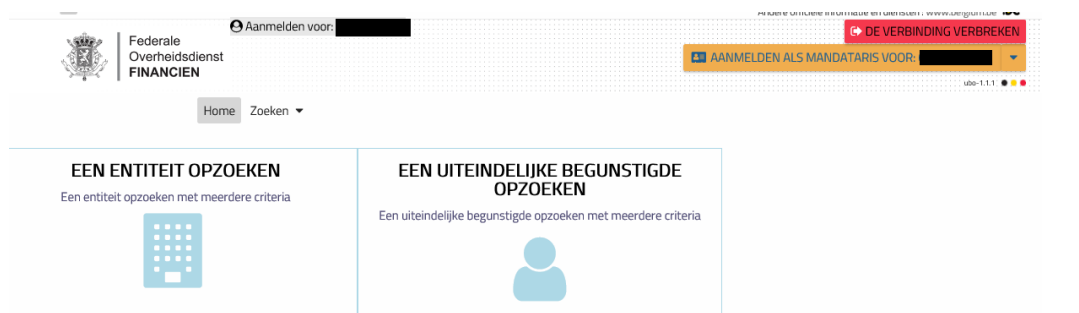 Andere officiële informatie en diensten : www.belgium.be
Aanmelden voor:
DE VERBINDING VERBREKEN
Federale
Overheidsdienst
FINANCIEN
AANMELDEN ALS MANDATARIS VOOR:
ubo-1.1.1
Home Zoeken
EEN ENTITEIT OPZOEKEN
Een entiteit opzoeken met meerdere criteria
EEN UITEINDELIJKE BEGUNSTIGDE
OPZOEKEN
Een uiteindelijke begunstigde opzoeken met meerdere criteria